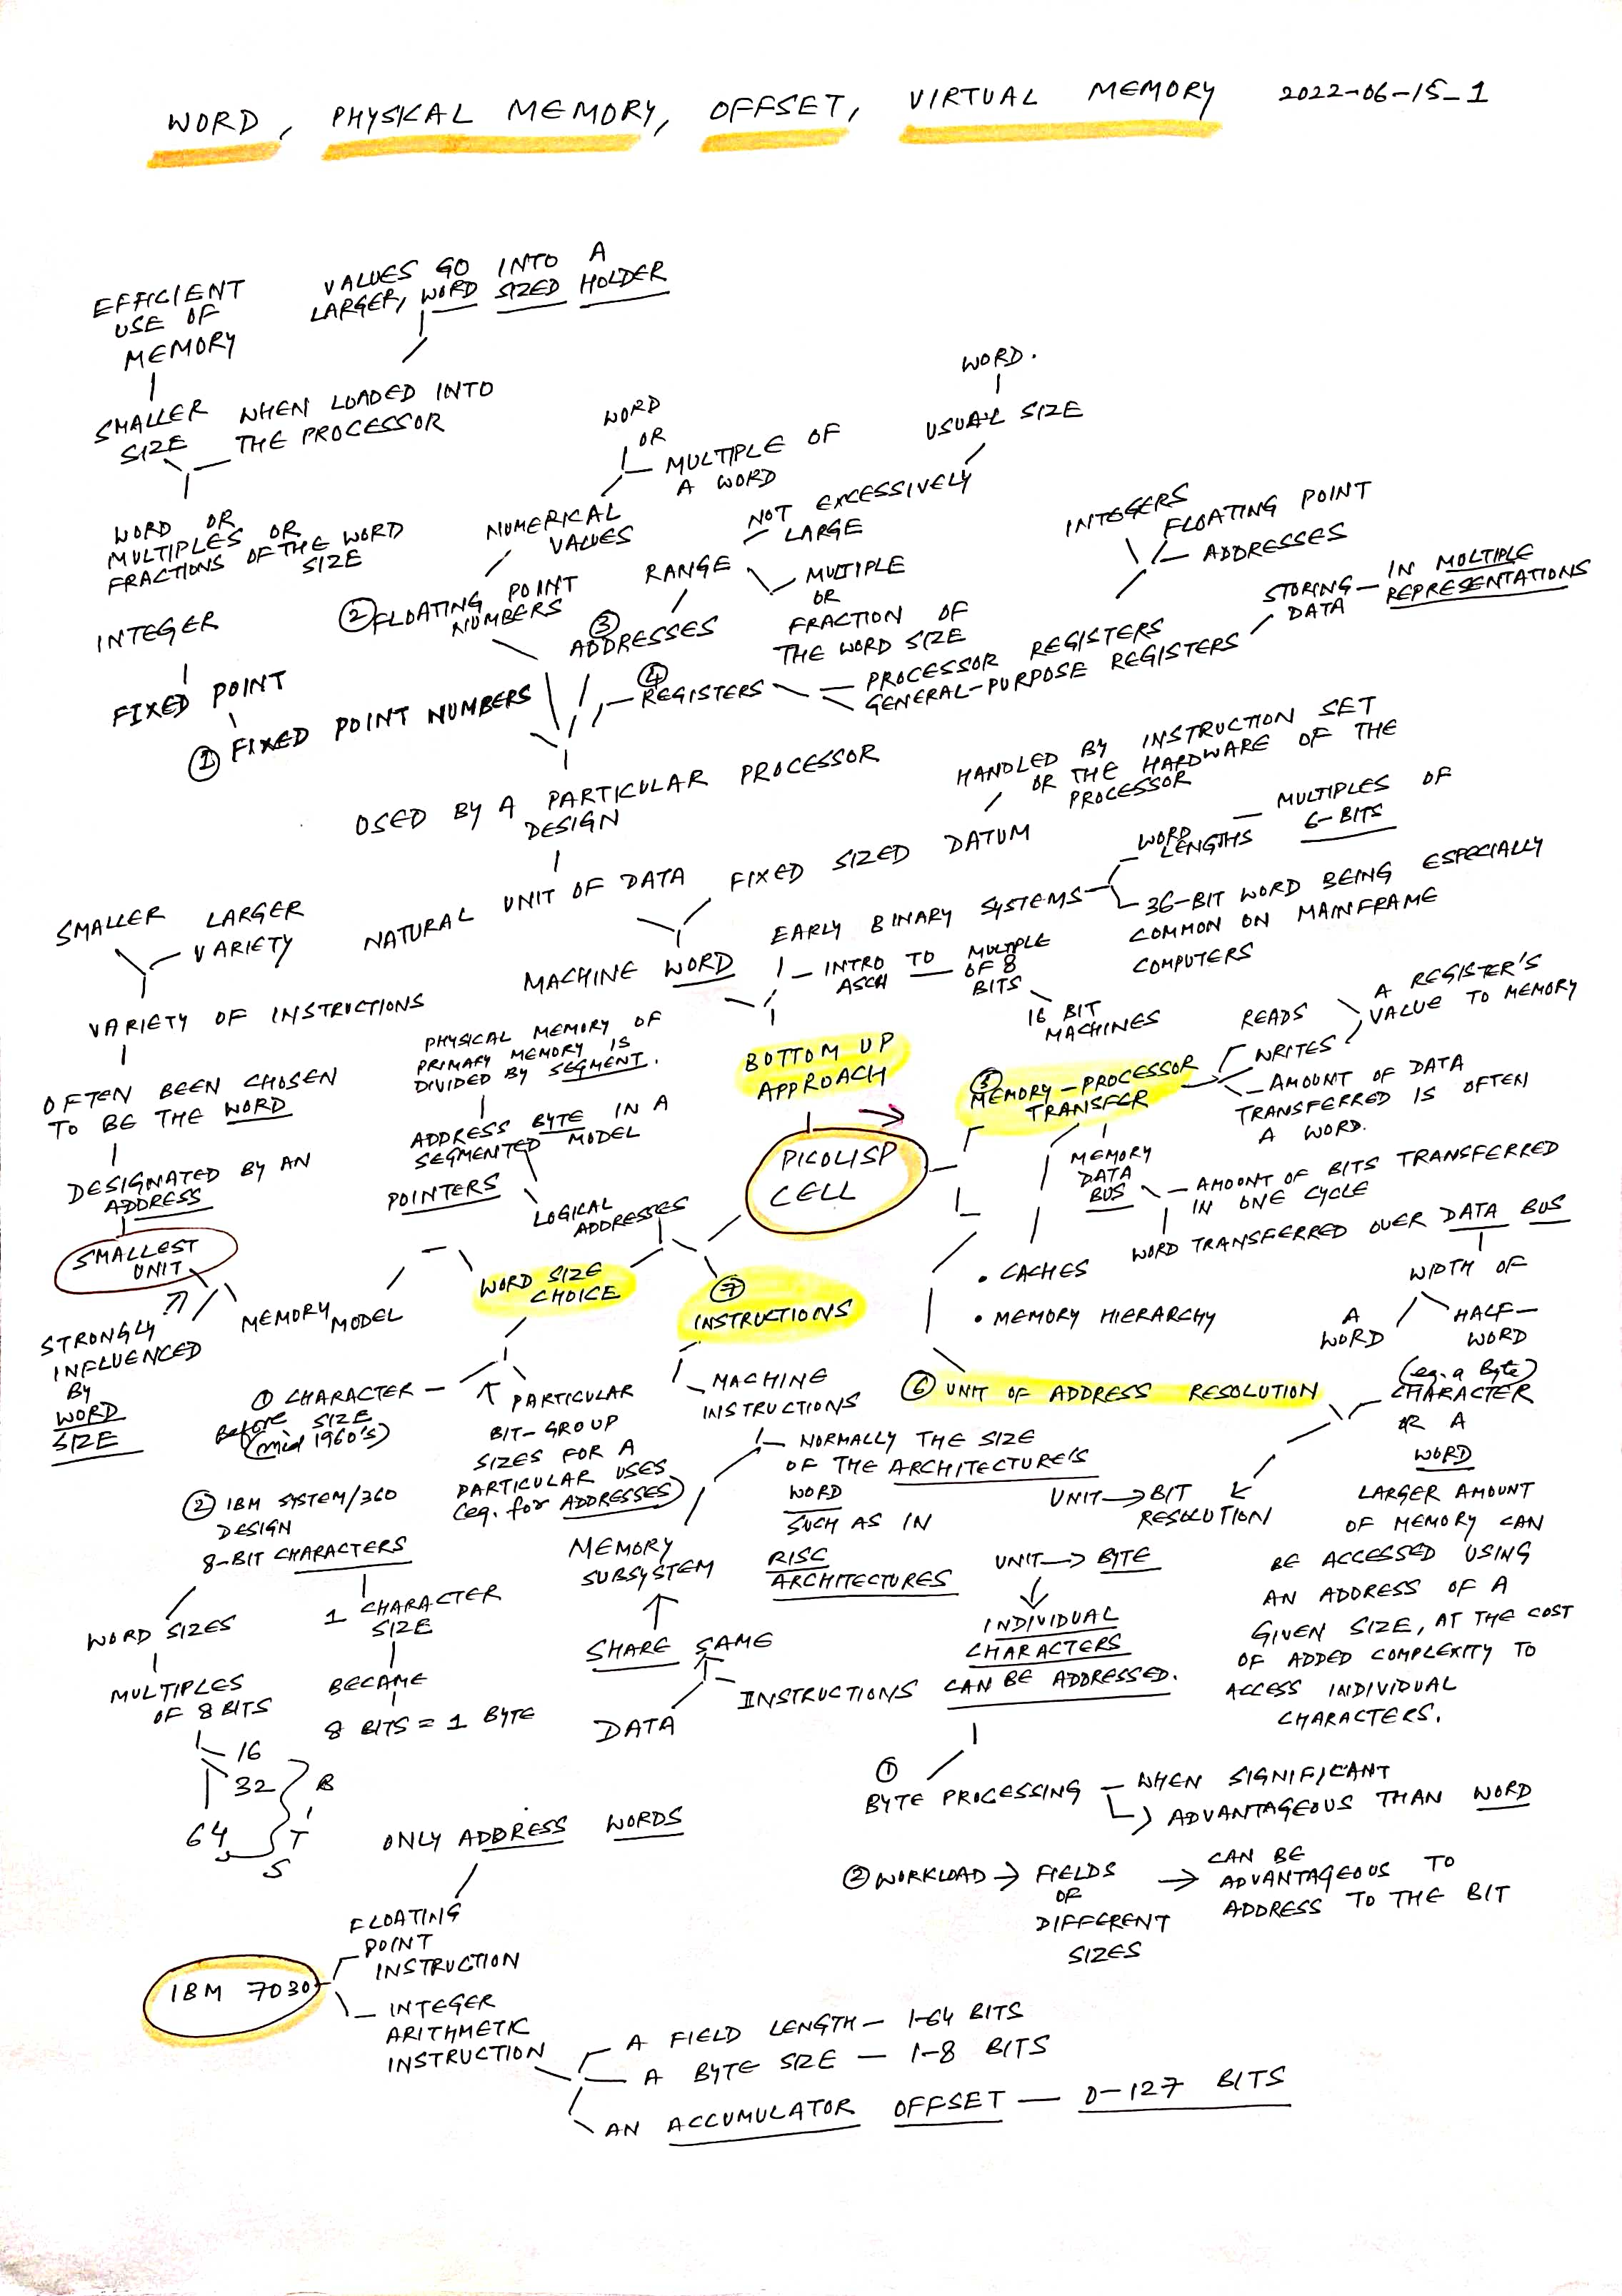 WORD, PHYSICAL MEMORY, OFFSET, VIRTUAL MEMORY 2022-06-15_1
EFFICIENT
USE OF
MEMORY
VALUES GO INTO A
LARGER, WORD SIZED HOLDER
SMALLER
SIZE
WHEN LOADED INTO
THE PROCESSOR
WORD OR
MULTIPLES OR
FRACTIONS OF THE WORD
SIZE
INTEGER
FIXED POINT
① FIXED POINT NUMBERS
WORD
OR
MULTIPLE OF
A WORD
NUMERICAL
VALUES
② FLOATING POINT
NUMBERS
WORD.
USUAL SIZE
NOT EXCESSIVELY
LARGE
RANGE
MULTIPLE
OR
FRACTION OF
THE WORD SIZE
③
ADDRESSES
INTEGERS
FLOATING POINT
ADDRESSES
④
REGISTERS
PROCESSOR REGISTERS
GENERAL-PURPOSE REGISTERS
STORING
DATA
IN MULTIPLE
REPRESENTATIONS
USED BY A PARTICULAR PROCESSOR
DESIGN
NATURAL UNIT OF DATA
HANDLED BY INSTRUCTION SET
OR THE HARDWARE OF THE
PROCESSOR
FIXED SIZED DATUM
MACHINE WORD
EARLY BINARY SYSTEMS
WORD
LENGTHS
MULTIPLES OF
6-BITS
36-BIT WORD BEING ESPECIALLY
COMMON ON MAINFRAME
COMPUTERS
INTRO TO MULTPLE
ASCII OF 8
BITS
16 BIT
MACHINES
BOTTOM UP
APPROACH
PICOLISP
CELL
SMALLER LARGER
VARIETY
VARIETY OF INSTRUCTIONS
OFTEN BEEN CHOSEN
TO BE THE WORD
DESIGNATED BY AN
ADDRESS
SMALLEST
UNIT
STRONGLY
INFLUENCED
BY
WORD
SIZE
MEMORY MODEL
PHYSICAL MEMORY OF
PRIMARY MEMORY IS
DIVIDED BY SEGMENT.
ADDRESS BYTE IN A
SEGMENTED MODEL
POINTERS
LOGICAL
ADDRESSES
WORD SIZE
CHOICE
⑦
INSTRUCTIONS
⑤
MEMORY-PROCESSOR
TRANSFER
READS
WRITES
A REGISTER'S
VALUE TO MEMORY
AMOUNT OF DATA
TRANSFERRED IS OFTEN
A WORD.
MEMORY
DATA
BUS
AMOUNT OF BITS TRANSFERRED
IN ONE CYCLE
WORD TRANSFERRED OVER DATA BUS
WIDTH OF
A
WORD
HALF-
WORD
• CACHES
• MEMORY HIERARCHY
① CHARACTER
SIZE
Before
(mid 1960's)
PARTICULAR
BIT-GROUP
SIZES FOR A
PARTICULAR USES
(eg. for ADDRESSES)
② IBM SYSTEM/360
DESIGN
8-BIT CHARACTERS
WORD SIZES
MULTIPLES
OF 8 BITS
16
32
64
BITS
1 CHARACTER
SIZE
BECAME
8 BITS = 1 BYTE
MACHINE
INSTRUCTIONS
NORMALLY THE SIZE
OF THE ARCHITECTURE'S
WORD
SUCH AS IN
RISC
ARCHITECTURES
MEMORY
SUBSYSTEM
SHARE SAME
INSTRUCTIONS
DATA
⑥ UNIT OF ADDRESS RESOLUTION
(eg. a Byte)
CHARACTER
OR A
WORD
UNIT → BIT
RESOLUTION
UNIT → BYTE
INDIVIDUAL
CHARACTERS
CAN BE ADDRESSED.
LARGER AMOUNT
OF MEMORY CAN
BE ACCESSED USING
AN ADDRESS OF A
GIVEN SIZE, AT THE COST
OF ADDED COMPLEXITY TO
ACCESS INDIVIDUAL
CHARACTERS.
①
BYTE PROCESSING – WHEN SIGNIFICANT
ADVANTAGEOUS THAN WORD
② WORKLOAD → FIELDS
OF
DIFFERENT
SIZES
→ CAN BE
ADVANTAGEOUS TO
ADDRESS TO THE BIT
ONLY ADDRESS WORDS
FLOATING
POINT
INSTRUCTION
IBM 7030
INTEGER
ARITHMETIC
INSTRUCTION
A FIELD LENGTH – 1-64 BITS
A BYTE SIZE – 1-8 BITS
AN ACCUMULATOR OFFSET – 0-127 BITS